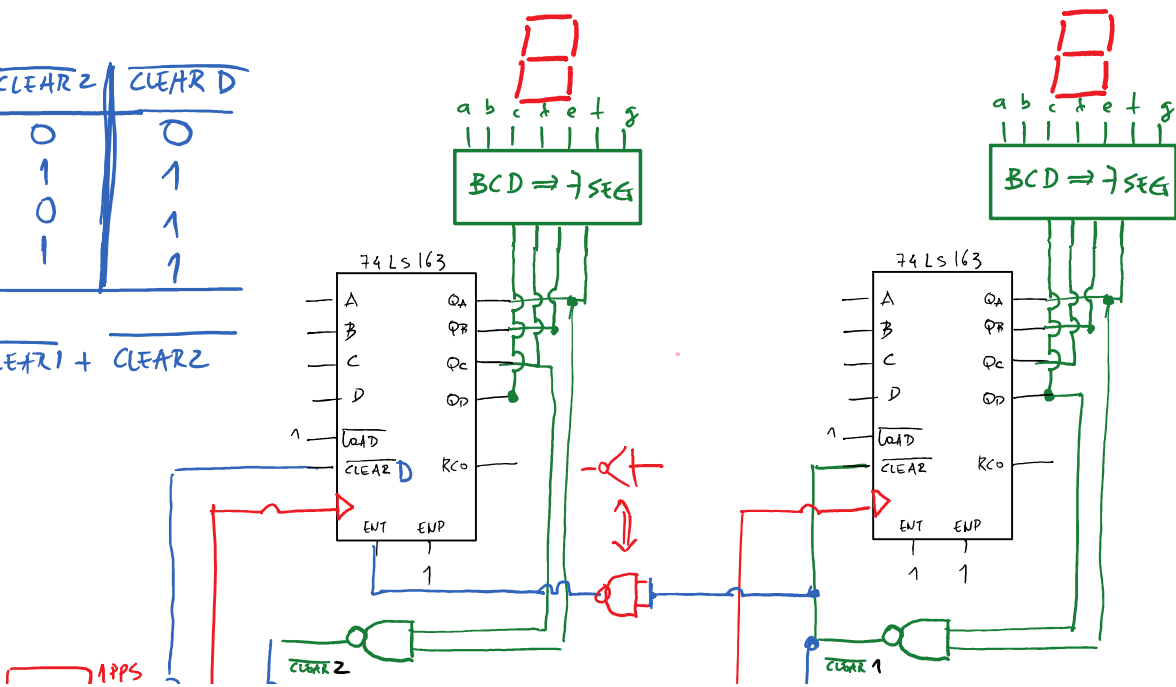 CLEAR 2 CLEAR D
0 0
1 1
0 1
1 1
CLEAR1 + CLEAR2
a b c d e f g
BCD ⇒ 7 SEG
74LS163
A QA
B QB
C QC
D QD
1 LOAD
CLEAR D RCO
ENT ENP
1
CLEAR 2
1PPS
a b c d e f g
BCD ⇒ 7 SEG
74LS163
A QA
B QB
C QC
D QD
1 LOAD
CLEAR RCO
ENT ENP
1 1
CLEAR 1